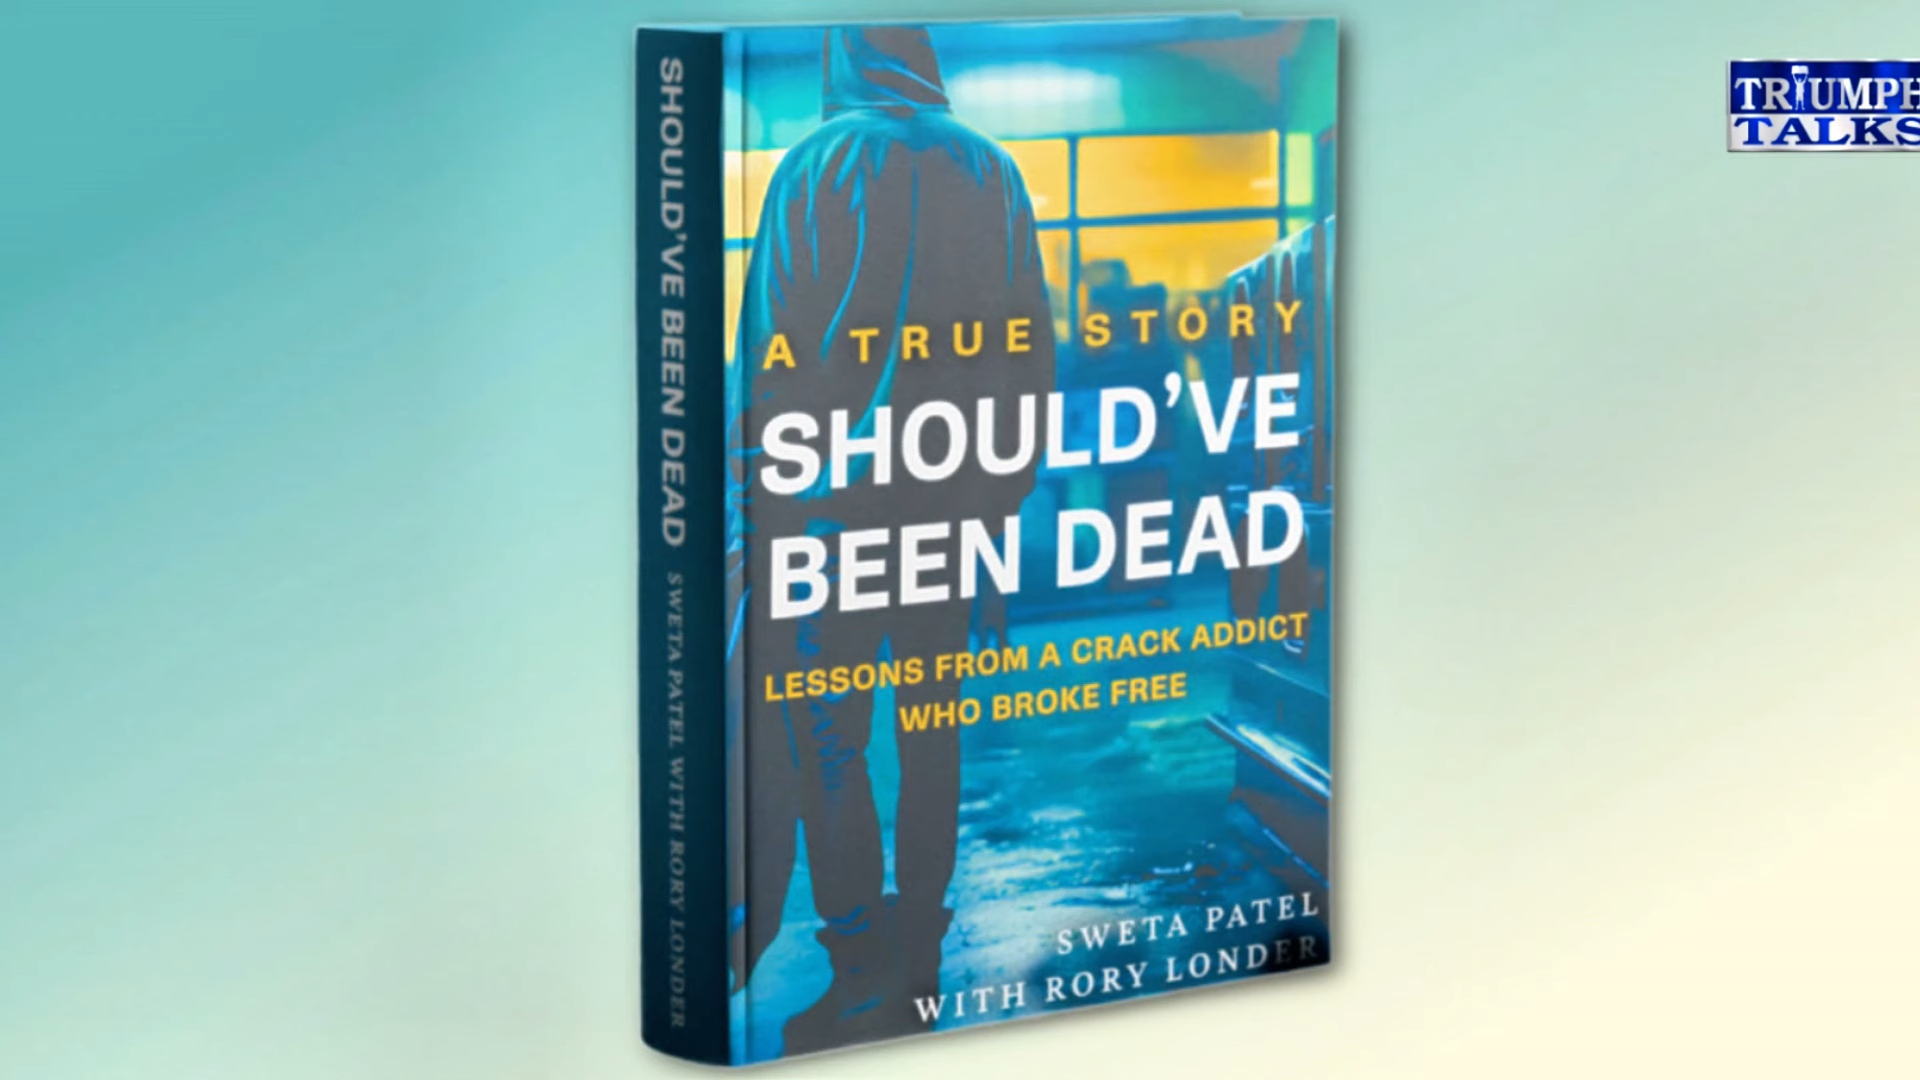 SHOULD'VE BEEN DEAD SWETA PATEL WITH RORY LONDER
A TRUE STORY
SHOULD'VE
BEEN DEAD
LESSONS FROM A CRACK ADDICT
WHO BROKE FREE
SWETA PATEL
WITH RORY LONDER
TRIUMPH
TALKS